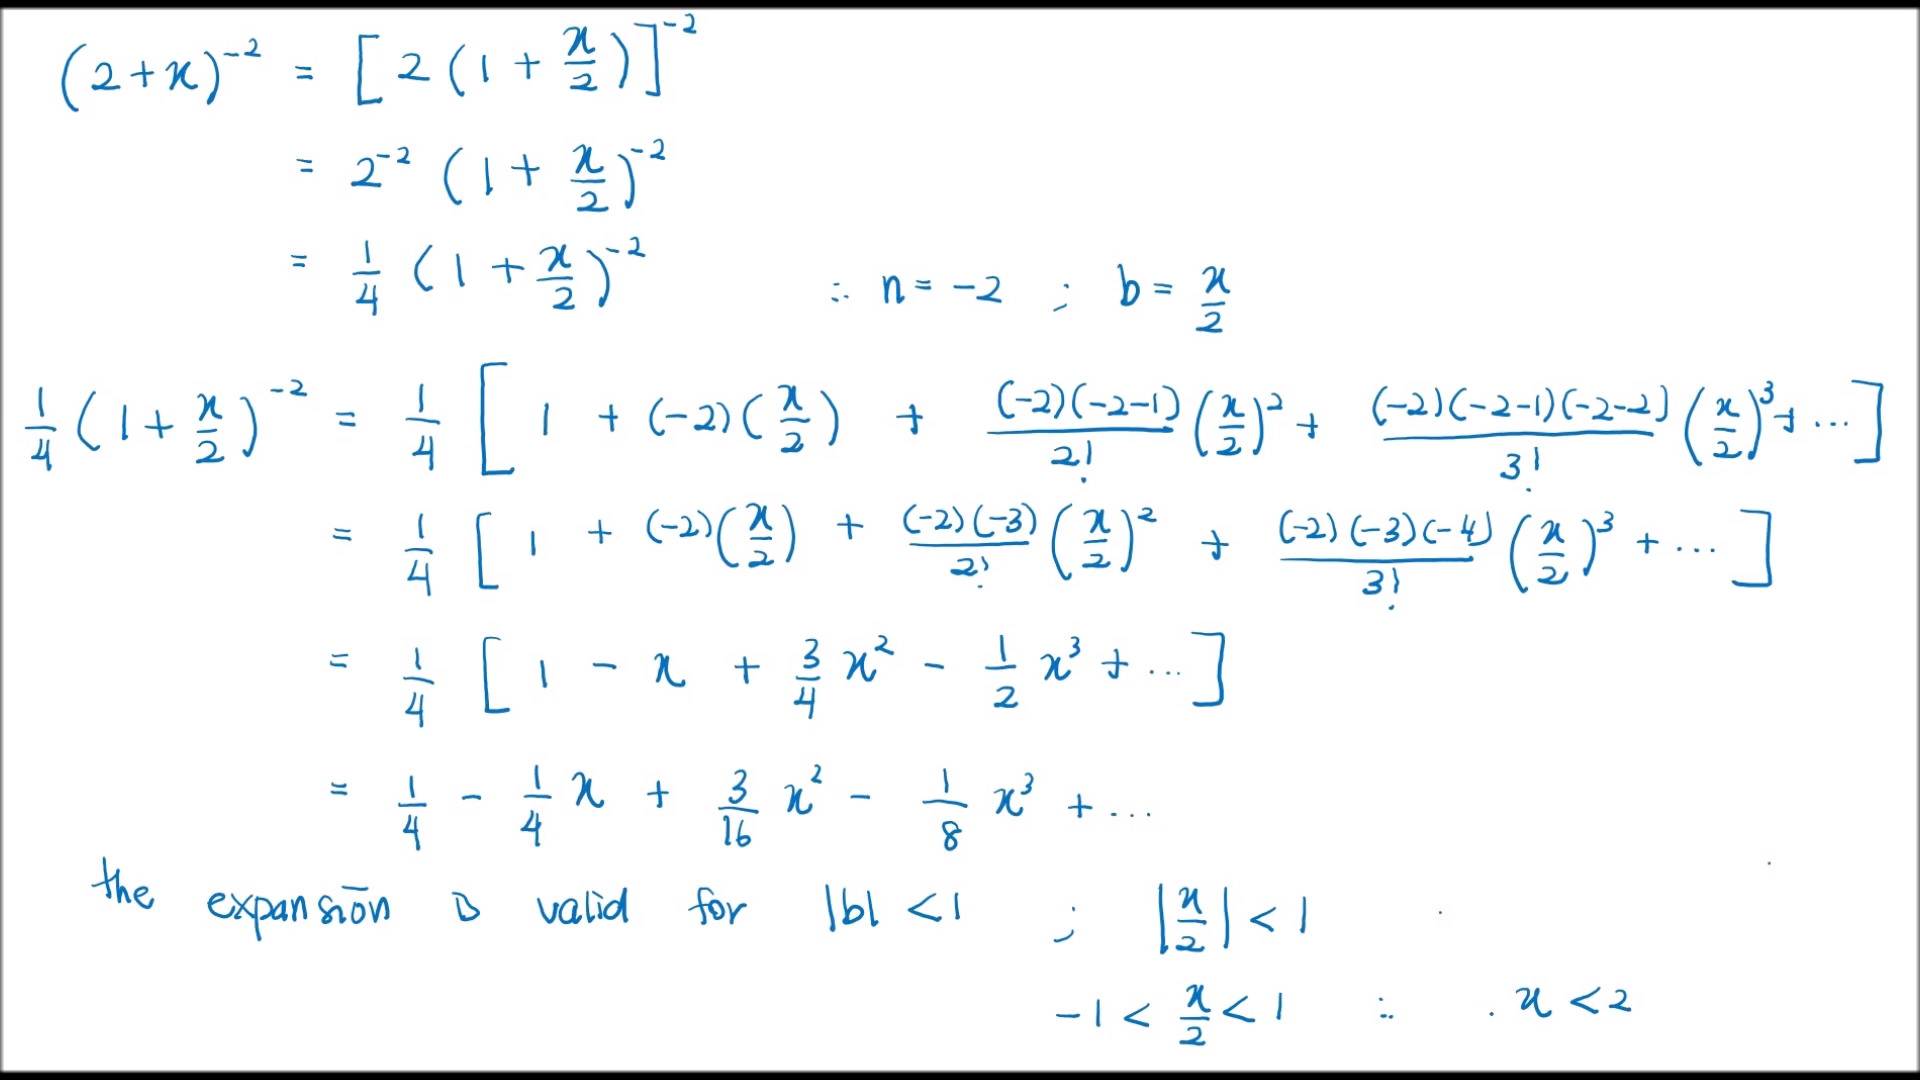 (2+x)^-2 = [2(1 + x/2)]^-2
= 2^-2 (1 + x/2)^-2
= 1/4 (1 + x/2)^-2 ∴ n = -2 ; b = x/2
1/4 (1 + x/2)^-2 = 1/4 [1 + (-2)(x/2) + (-2)(-2-1)/2! (x/2)^2 + (-2)(-2-1)(-2-2)/3! (x/2)^3 + ...]
= 1/4 [1 + (-2)(x/2) + (-2)(-3)/2! (x/2)^2 + (-2)(-3)(-4)/3! (x/2)^3 + ...]
= 1/4 [1 - x + 3/4 x^2 - 1/2 x^3 + ...]
= 1/4 - 1/4 x + 3/16 x^2 - 1/8 x^3 + ...
the expansion is valid for |b| < 1 ; |x/2| < 1
-1 < x/2 < 1 ∴ x < 2